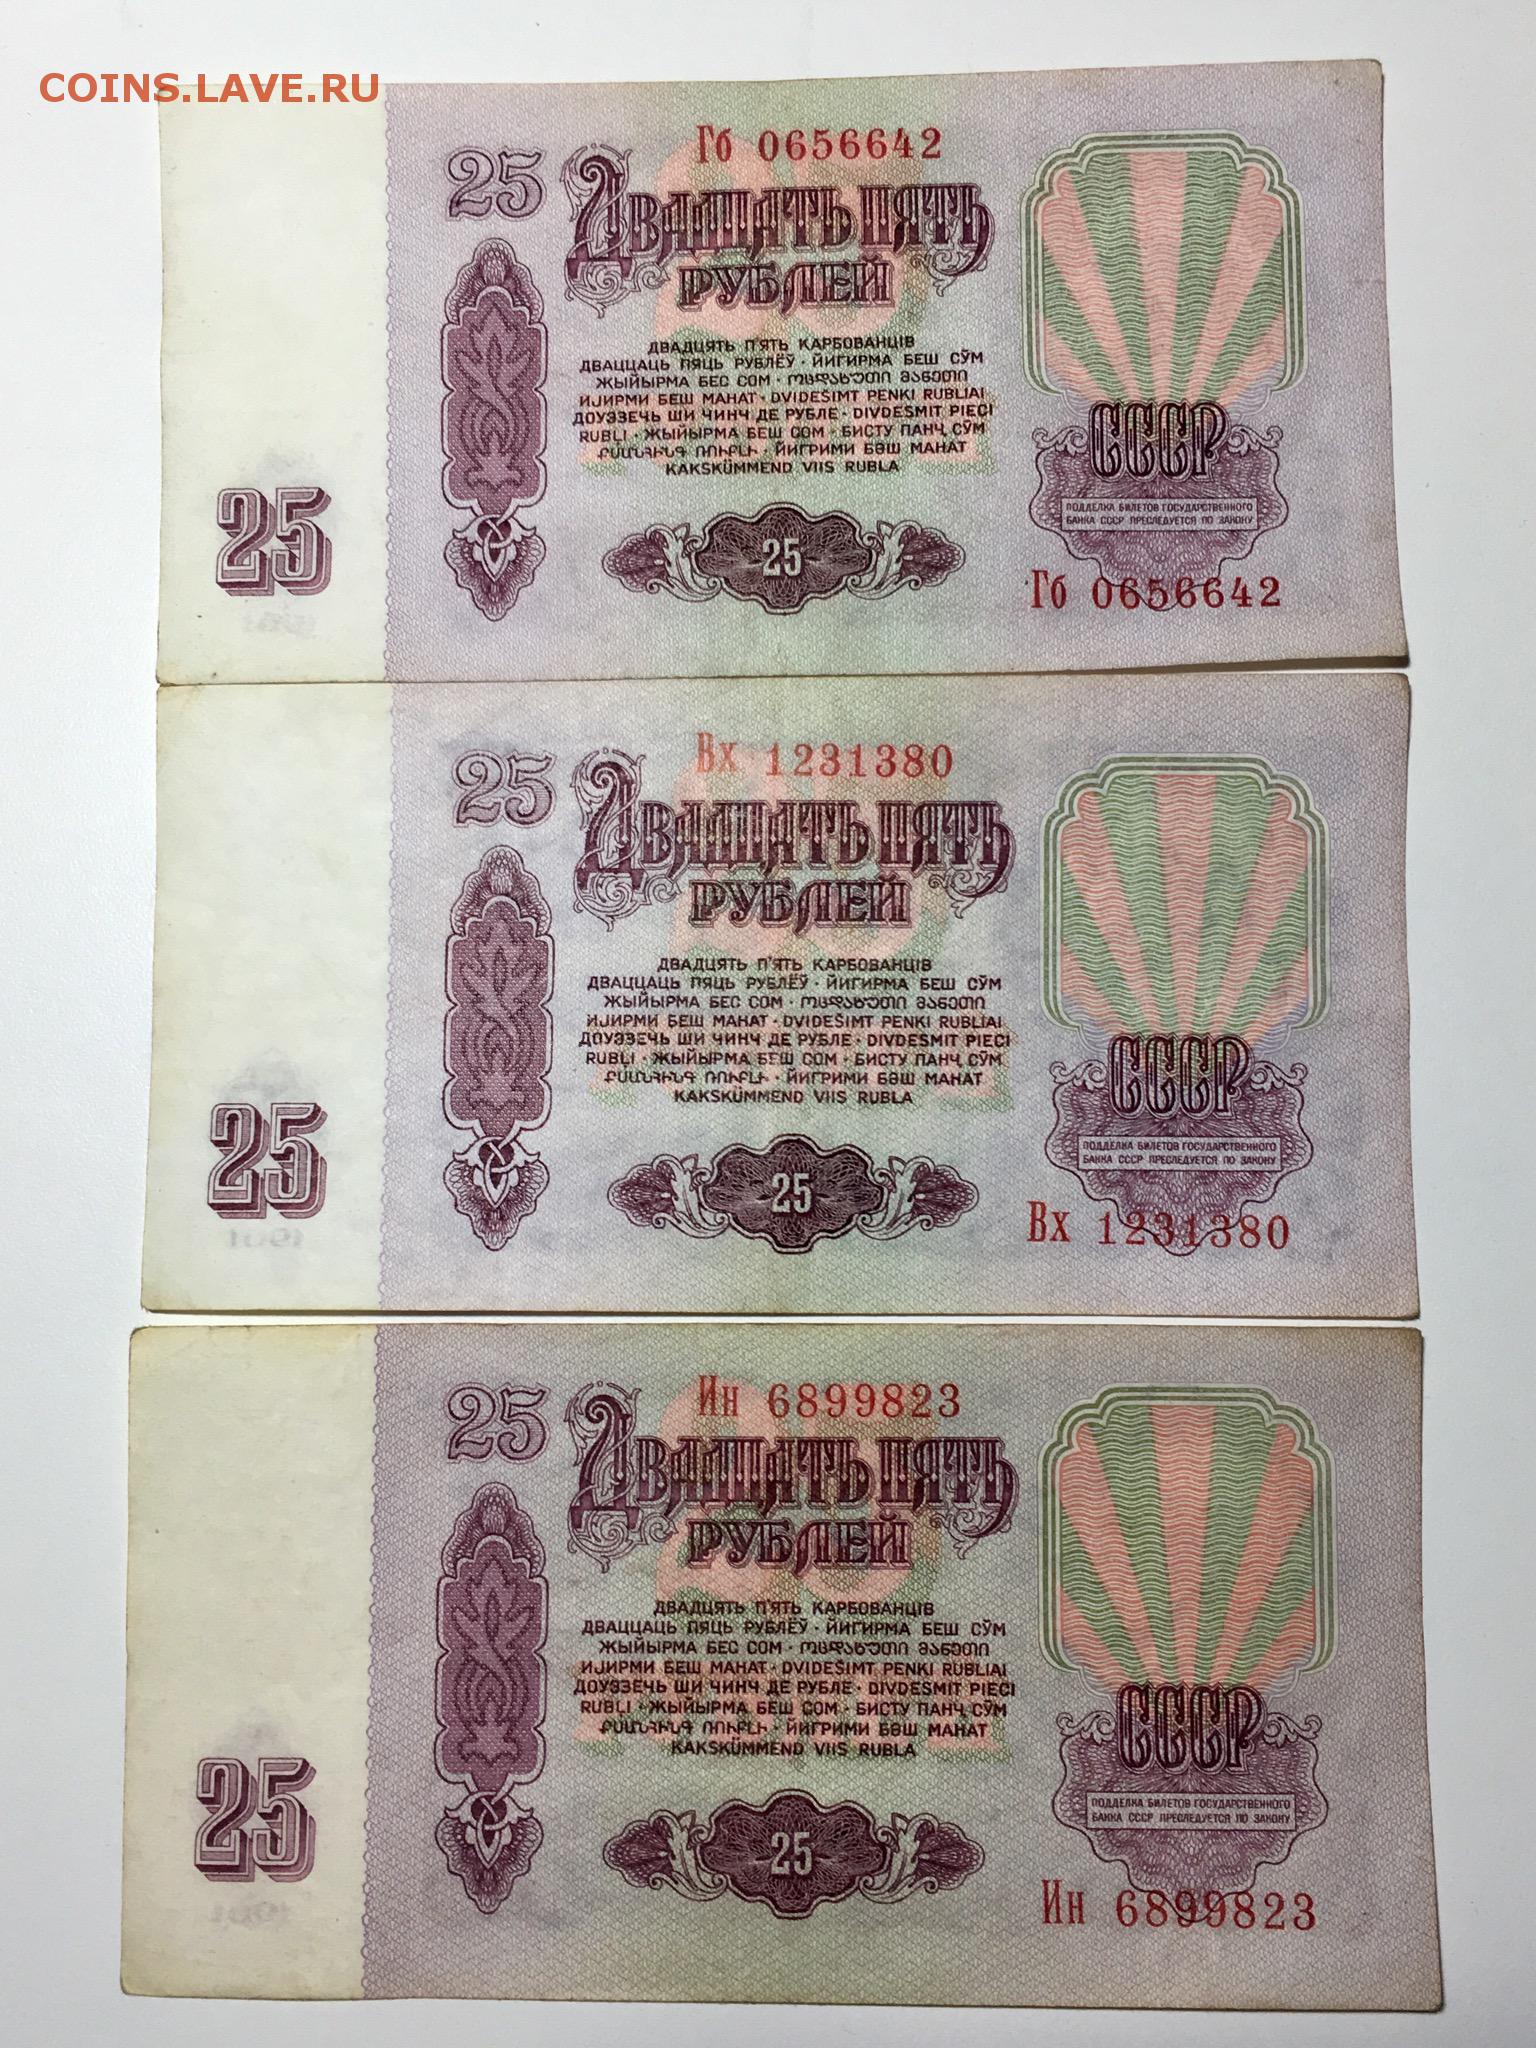 COINS.LAVE.RU
Гб 0656642
25
Двадцать пять
рублей
ДВАДЦЯТЬ П'ЯТЬ КАРБОВАНЦІВ
ДВАЦЦАЦЬ ПЯЦЬ РУБЛЁЎ · ЙИГИРМА БЕШ СЎМ
ЖЫЙЫРМА БЕС СОМ · ოცდახუთი მანეთი
ИЈИРМИ БЕШ МАНАТ · DVIDEŠIMT PENKI RUBLIAI
ДОУЭЗЕЧЬ ШИ ЧИНЧ ДЕ РУБЛЕ · DIVDESMIT PIECI
RUBLI · ЖЫЙЫРМА БЕШ СОМ · БИСТУ ПАНҶ СЎМ
ՔՍԱՆՀԻՆԳ ՌՈՒԲԼԻ · ЙИГРИМИ БӘШ МАНАТ
KAKSKÜMMEND VIIS RUBLA
СССР
ПОДДЕЛКА БИЛЕТОВ ГОСУДАРСТВЕННОГО
БАНКА СССР ПРЕСЛЕДУЕТСЯ ПО ЗАКОНУ
25
25
Гб 0656642
Вх 1231380
25
Двадцать пять
рублей
ДВАДЦЯТЬ П'ЯТЬ КАРБОВАНЦІВ
ДВАЦЦАЦЬ ПЯЦЬ РУБЛЁЎ · ЙИГИРМА БЕШ СЎМ
ЖЫЙЫРМА БЕС СОМ · ოცდახუთი მანეთი
ИЈИРМИ БЕШ МАНАТ · DVIDEŠIMT PENKI RUBLIAI
ДОУЭЗЕЧЬ ШИ ЧИНЧ ДЕ РУБЛЕ · DIVDESMIT PIECI
RUBLI · ЖЫЙЫРМА БЕШ СОМ · БИСТУ ПАНҶ СЎМ
ՔՍԱՆՀԻՆԳ ՌՈՒԲԼԻ · ЙИГРИМИ БӘШ МАНАТ
KAKSKÜMMEND VIIS RUBLA
СССР
ПОДДЕЛКА БИЛЕТОВ ГОСУДАРСТВЕННОГО
БАНКА СССР ПРЕСЛЕДУЕТСЯ ПО ЗАКОНУ
25
25
Вх 1231380
Ин 6899823
25
Двадцать пять
рублей
ДВАДЦЯТЬ П'ЯТЬ КАРБОВАНЦІВ
ДВАЦЦАЦЬ ПЯЦЬ РУБЛЁЎ · ЙИГИРМА БЕШ СЎМ
ЖЫЙЫРМА БЕС СОМ · ოცდახუთი მანეთი
ИЈИРМИ БЕШ МАНАТ · DVIDEŠIMT PENKI RUBLIAI
ДОУЭЗЕЧЬ ШИ ЧИНЧ ДЕ РУБЛЕ · DIVDESMIT PIECI
RUBLI · ЖЫЙЫРМА БЕШ СОМ · БИСТУ ПАНҶ СЎМ
ՔՍԱՆՀԻՆԳ ՌՈՒԲԼԻ · ЙИГРИМИ БӘШ МАНАТ
KAKSKÜMMEND VIIS RUBLA
СССР
ПОДДЕЛКА БИЛЕТОВ ГОСУДАРСТВЕННОГО
БАНКА СССР ПРЕСЛЕДУЕТСЯ ПО ЗАКОНУ
25
25
Ин 6899823